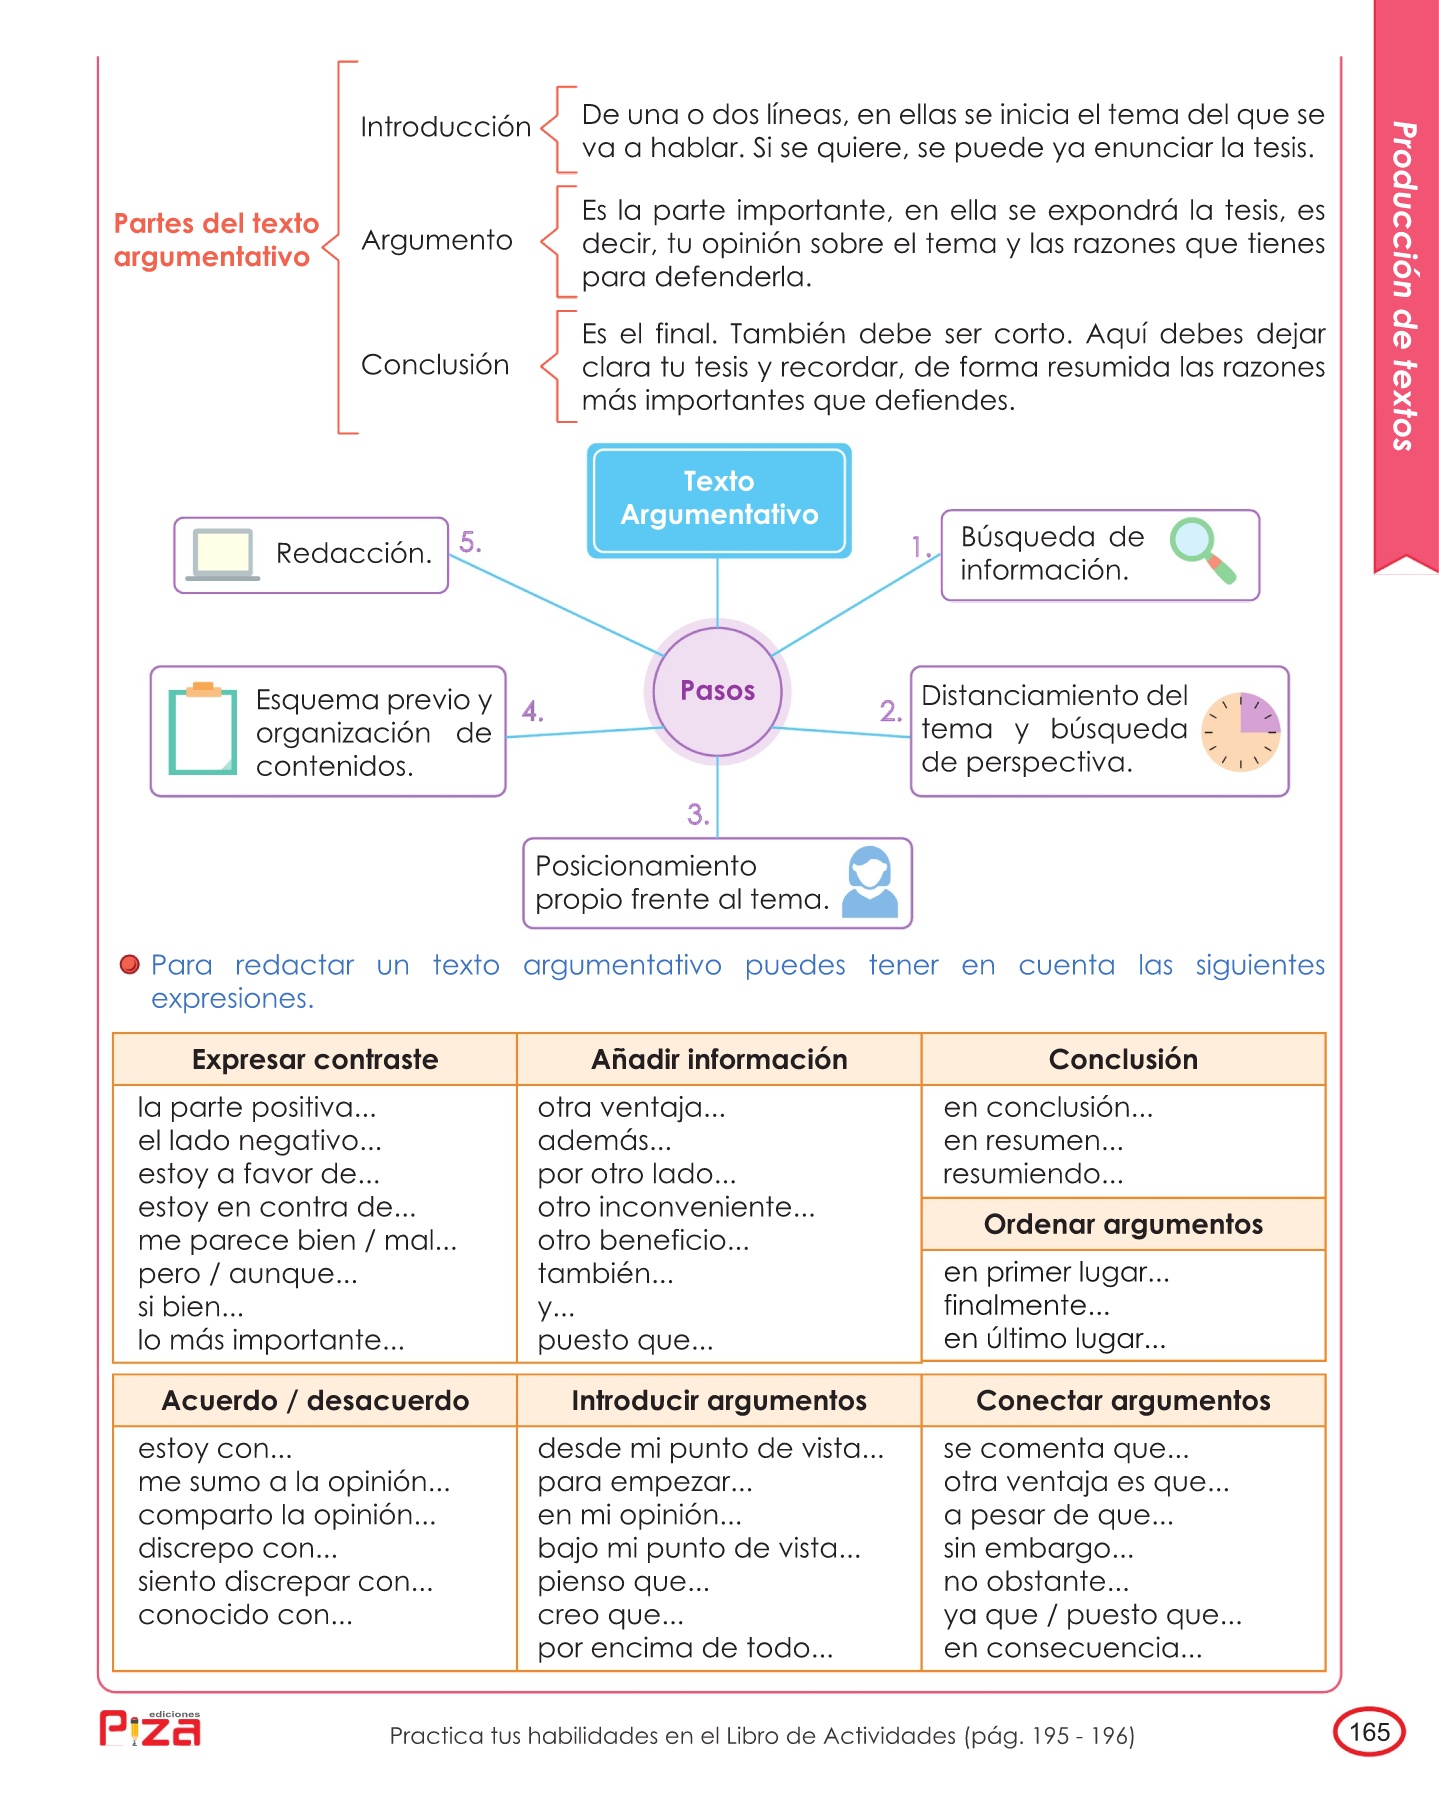 Producción de textos
Partes del texto
argumentativo
Introducción
De una o dos líneas, en ellas se inicia el tema del que se
va a hablar. Si se quiere, se puede ya enunciar la tesis.
Argumento
Es la parte importante, en ella se expondrá la tesis, es
decir, tu opinión sobre el tema y las razones que tienes
para defenderla.
Conclusión
Es el final. También debe ser corto. Aquí debes dejar
clara tu tesis y recordar, de forma resumida las razones
más importantes que defiendes.
Texto
Argumentativo
Pasos
1.
Búsqueda de
información.
2.
Distanciamiento del
tema y búsqueda
de perspectiva.
3.
Posicionamiento
propio frente al tema.
4.
Esquema previo y
organización de
contenidos.
5.
Redacción.
Para redactar un texto argumentativo puedes tener en cuenta las siguientes
expresiones.
Expresar contraste
la parte positiva...
el lado negativo...
estoy a favor de...
estoy en contra de...
me parece bien / mal...
pero / aunque...
si bien...
lo más importante...
Añadir información
otra ventaja...
además...
por otro lado...
otro inconveniente...
otro beneficio...
también...
y...
puesto que...
Conclusión
en conclusión...
en resumen...
resumiendo...
Ordenar argumentos
en primer lugar...
finalmente...
en último lugar...
Acuerdo / desacuerdo
estoy con...
me sumo a la opinión...
comparto la opinión...
discrepo con...
siento discrepar con...
conocido con...
Introducir argumentos
desde mi punto de vista...
para empezar...
en mi opinión...
bajo mi punto de vista...
pienso que...
creo que...
por encima de todo...
Conectar argumentos
se comenta que...
otra ventaja es que...
a pesar de que...
sin embargo...
no obstante...
ya que / puesto que...
en consecuencia...
ediciones
Piza
Practica tus habilidades en el Libro de Actividades (pág. 195 - 196)
165